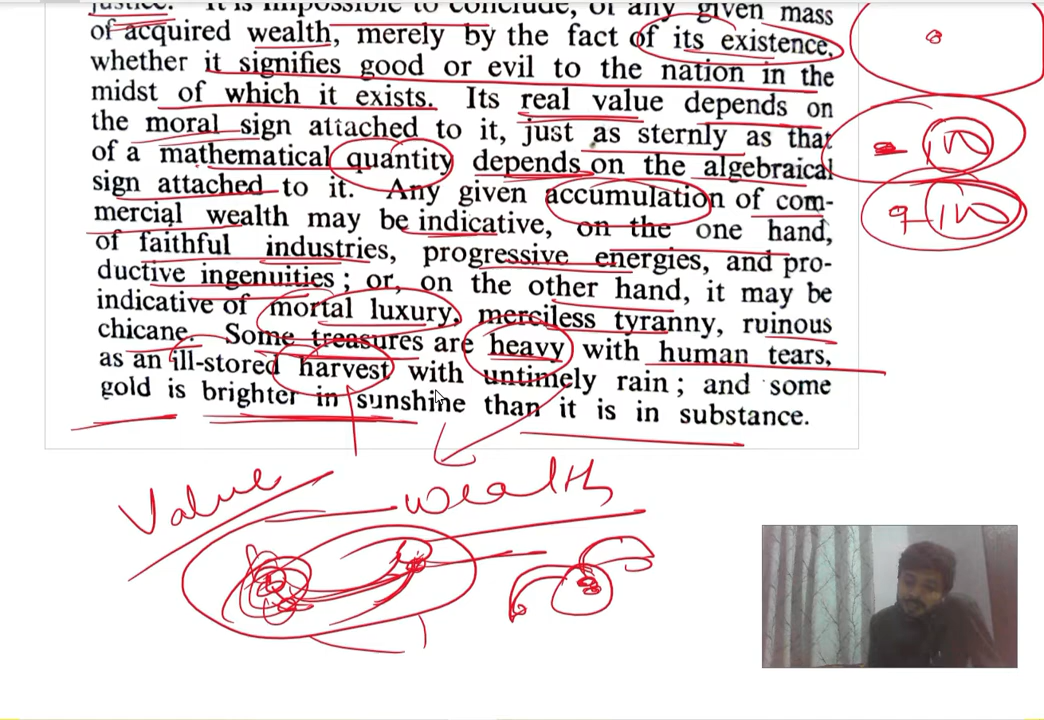 justice. It is impossible to conclude, of any given mass
of acquired wealth, merely by the fact of its existence,
whether it signifies good or evil to the nation in the
midst of which it exists. Its real value depends on
the moral sign attached to it, just as sternly as that
of a mathematical quantity depends on the algebraical
sign attached to it. Any given accumulation of com-
mercial wealth may be indicative, on the one hand,
of faithful industries, progressive energies, and pro-
ductive ingenuities; or, on the other hand, it may be
indicative of mortal luxury, merciless tyranny, ruinous
chicane. Some treasures are heavy with human tears,
as an ill-stored harvest with untimely rain; and some
gold is brighter in sunshine than it is in substance.
Value wealth